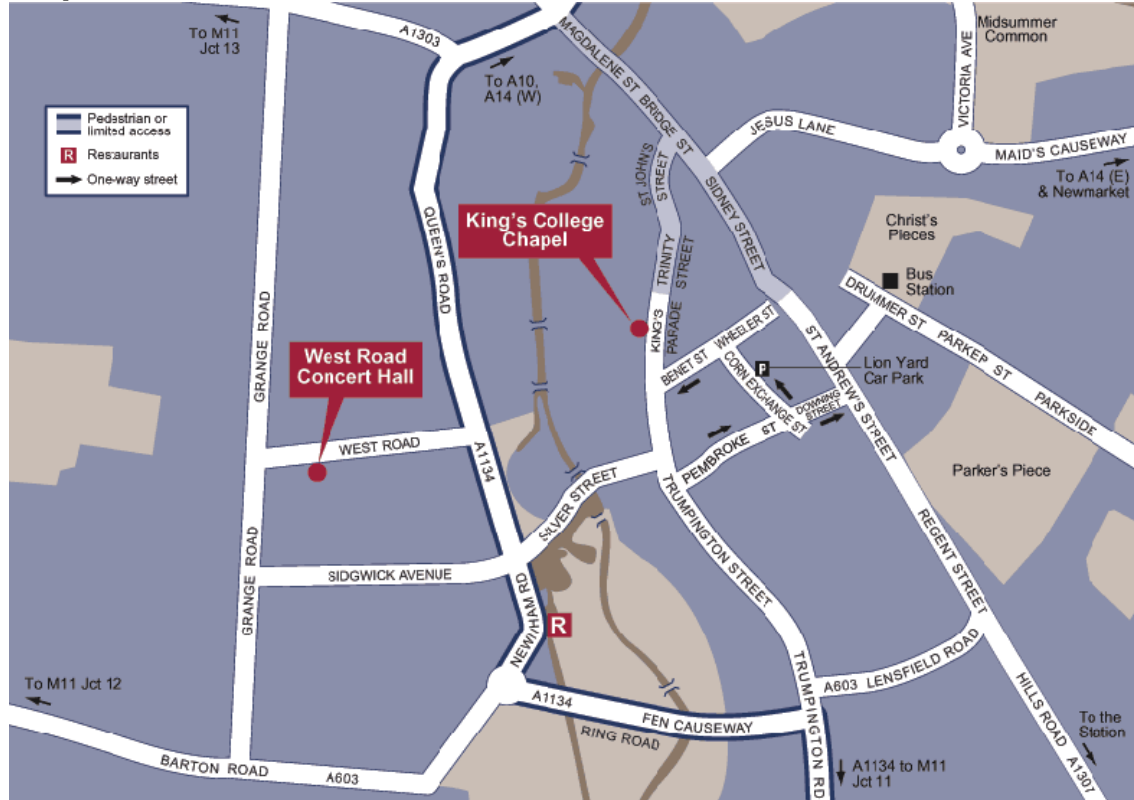 To M11
Jct 13
A1303
To A10,
A14 (W)
MAGDALENE ST
BRIDGE ST
Midsummer
Common
VICTORIA AVE
JESUS LANE
MAID'S CAUSEWAY
To A14 (E)
& Newmarket
Pedestrian or
limited access
R
Restaurants
One-way street
ST JOHN'S
STREET
SIDNEY STREET
King's College
Chapel
TRINITY
STREET
Christ's
Pieces
Bus
Station
DRUMMER ST
PARKER ST
PARKSIDE
QUEEN'S ROAD
GRANGE ROAD
KING'S
PARADE
BENET ST
WHEELER ST
CORN EXCHANGE ST
P
Lion Yard
Car Park
ST ANDREW'S STREET
DOWNING
STREET
PEMBROKE ST
West Road
Concert Hall
WEST ROAD
A1134
Parker's Piece
SILVER STREET
TRUMPINGTON STREET
REGENT STREET
GRANGE ROAD
SIDGWICK AVENUE
NEWNHAM RD
R
To M11 Jct 12
A1134
FEN CAUSEWAY
RING ROAD
TRUMPINGTON RD
A603 LENSFIELD ROAD
HILLS ROAD
A1307
To the
Station
BARTON ROAD
A603
A1134 to M11
Jct 11